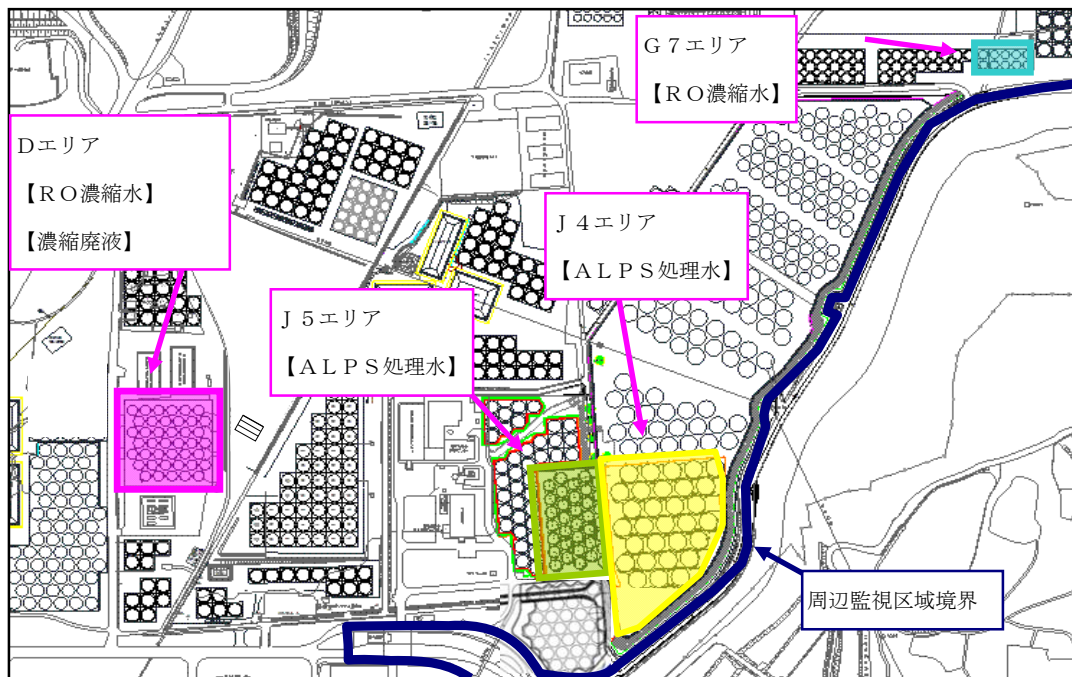 G7エリア
【RO濃縮水】
Dエリア
【RO濃縮水】
【濃縮廃液】
J4エリア
【ALPS処理水】
J5エリア
【ALPS処理水】
周辺監視区域境界